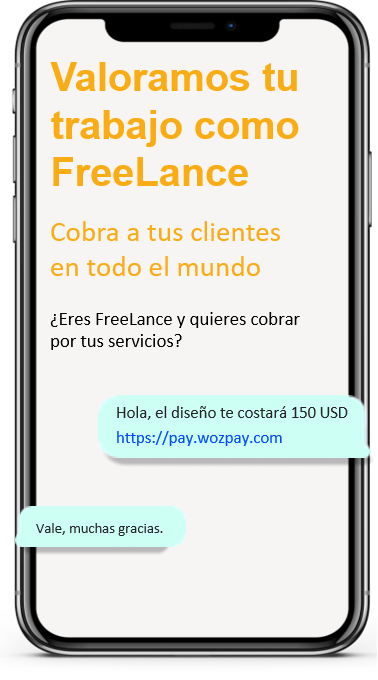 Valoramos tu
trabajo como
FreeLance
Cobra a tus clientes
en todo el mundo
¿Eres FreeLance y quieres cobrar
por tus servicios?
Hola, el diseño te costará 150 USD
https://pay.wozpay.com
Vale, muchas gracias.